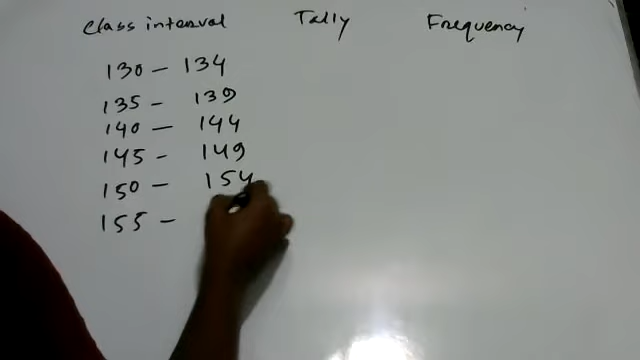 Class interval Tally Frequency
130 - 134
135 - 139
140 - 144
145 - 149
150 - 154
155 -